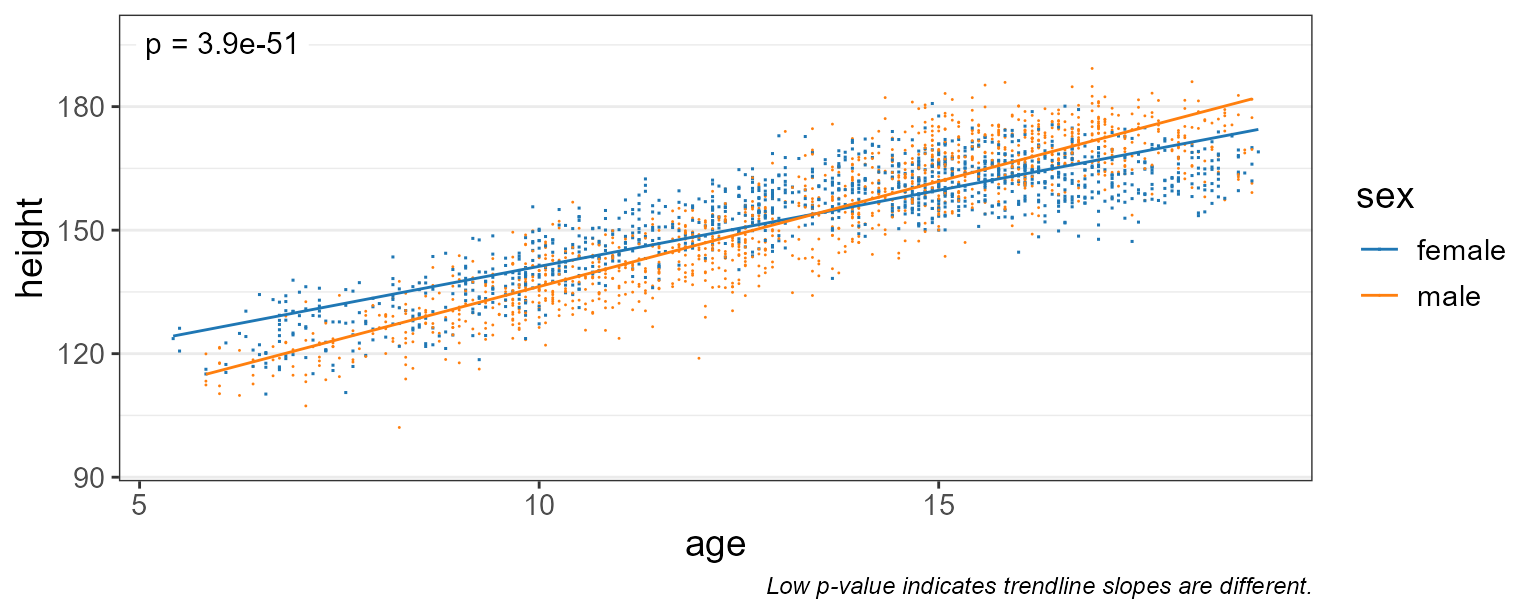 p = 3.9e-51
height
180
150
120
90
5 10 15
age
sex
female
male
Low p-value indicates trendline slopes are different.